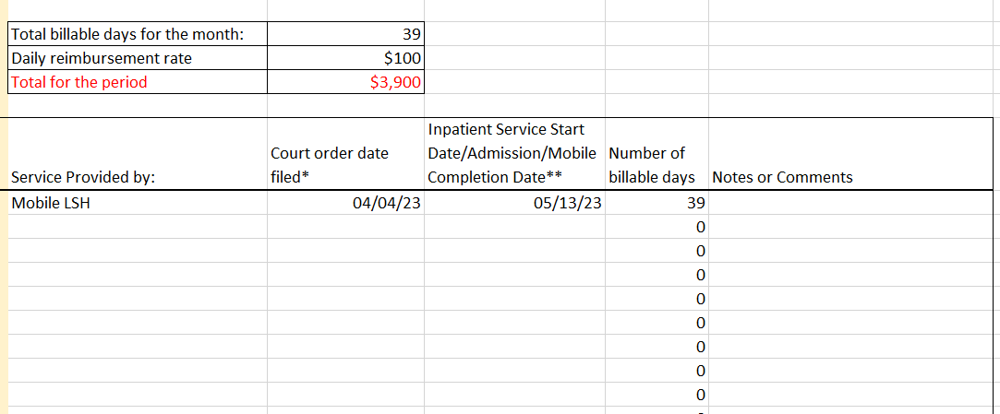 Total billable days for the month: 39
Daily reimbursement rate $100
Total for the period $3,900
Inpatient Service Start
Court order date Date/Admission/Mobile Number of
Service Provided by: filed* Completion Date** billable days Notes or Comments
Mobile LSH 04/04/23 05/13/23 39
0
0
0
0
0
0
0
0